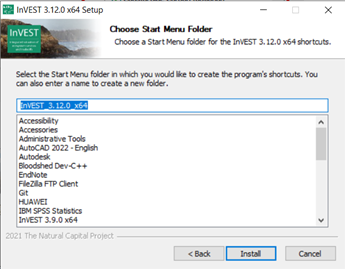 InVEST 3.12.0 x64 Setup
InVEST
Choose Start Menu Folder
Choose a Start Menu folder for the InVEST 3.12.0 x64 shortcuts.
Select the Start Menu folder in which you would like to create the program's shortcuts. You
can also enter a name to create a new folder.
InVEST_3.12.0_x64
Accessibility
Accessories
Administrative Tools
AutoCAD 2022 - English
Autodesk
Bloodshed Dev-C++
EndNote
FileZilla FTP Client
Git
HUAWEI
IBM SPSS Statistics
InVEST 3.9.0 x64
2021 The Natural Capital Project
< Back
Install
Cancel